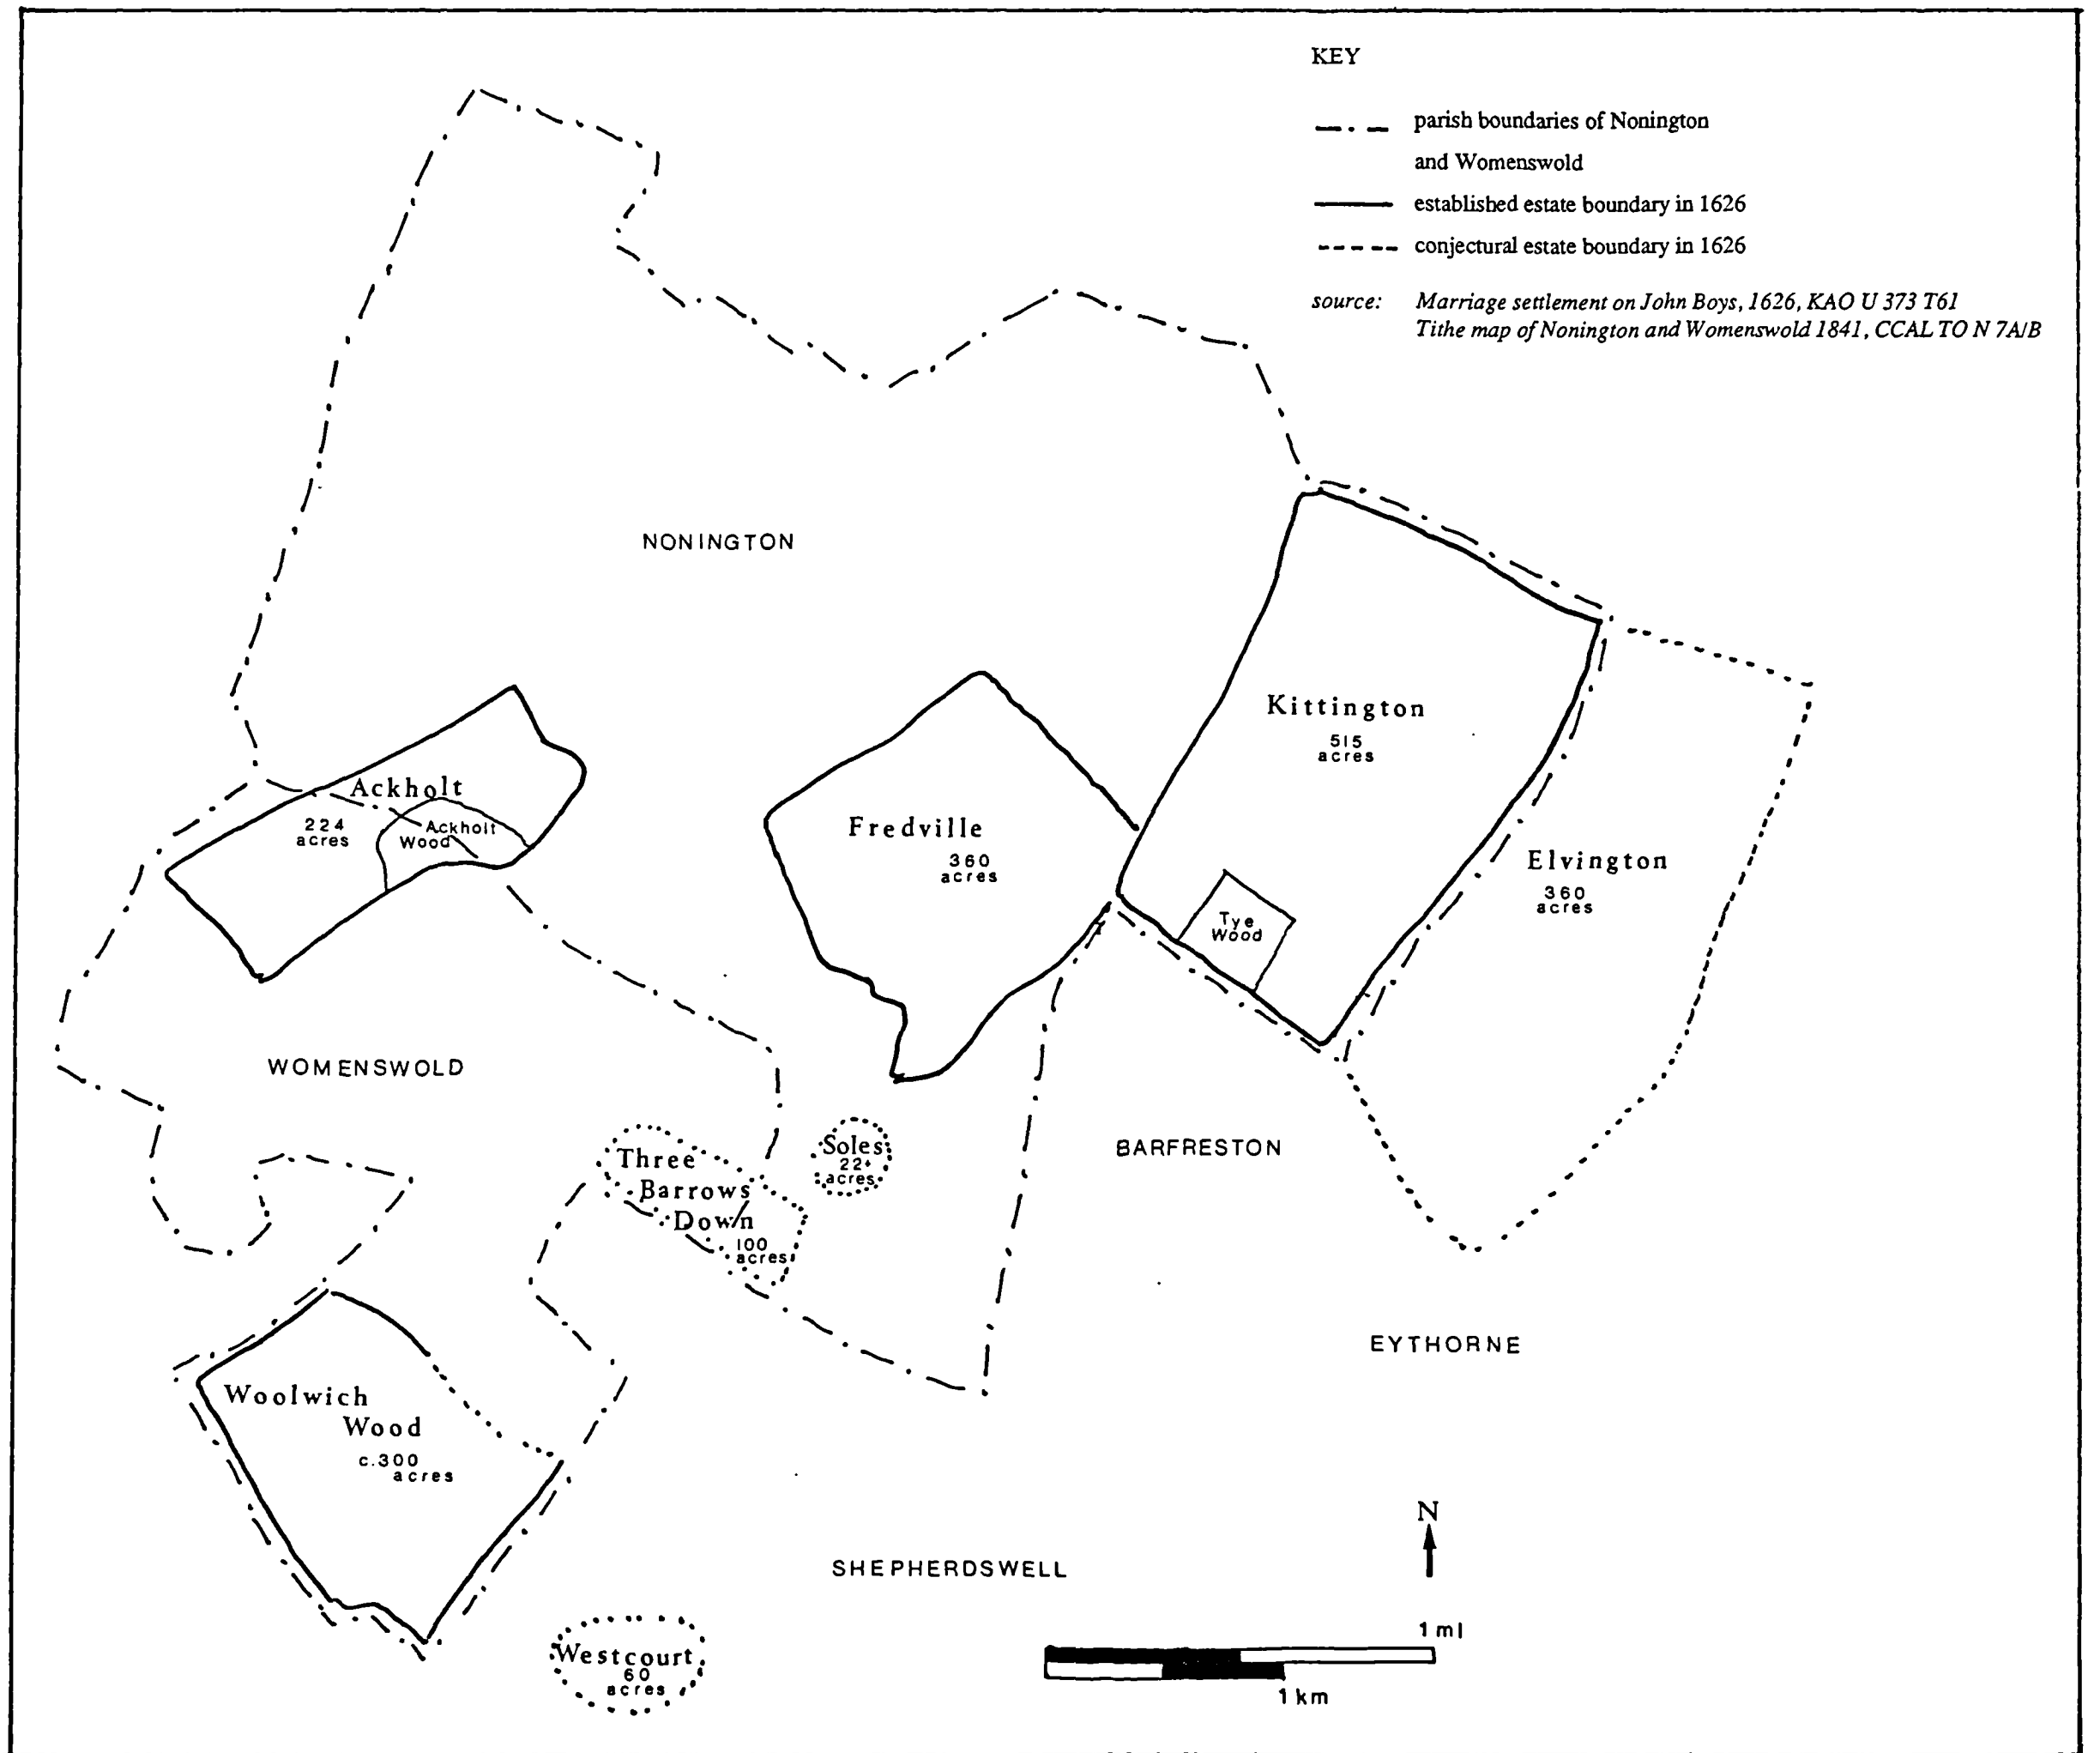 KEY
parish boundaries of Nonington
and Womenswold
established estate boundary in 1626
conjectural estate boundary in 1626
source: Marriage settlement on John Boys, 1626, KAO U 373 T61
Tithe map of Nonington and Womenswold 1841, CCAL TO N 7A/B
NONINGTON
Kittington
515
acres
Ackholt
224
acres
Ackholt
Wood
Fredville
360
acres
Elvington
360
acres
Tye
Wood
WOMENSWOLD
Three
Barrows
Down
100
acres
Soles
22+
acres
BARFRESTON
EYTHORNE
Woolwich
Wood
c.300
acres
SHEPHERDSWELL
Westcourt
60
acres
N
1 ml
1 km